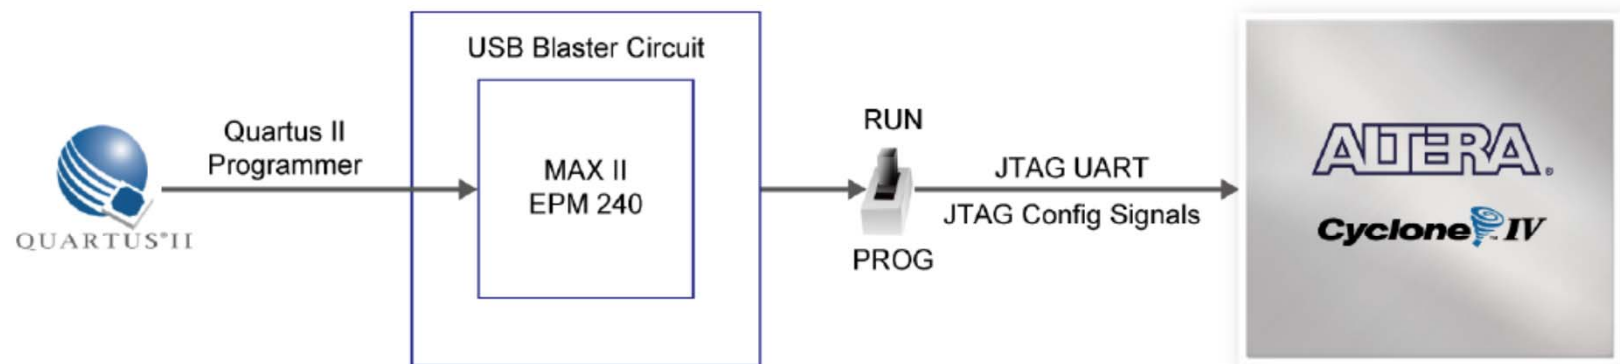 USB Blaster Circuit
Quartus II
Programmer
MAX II
EPM 240
QUARTUS®II
RUN
PROG
JTAG UART
JTAG Config Signals
ALTERA®
Cyclone™ IV